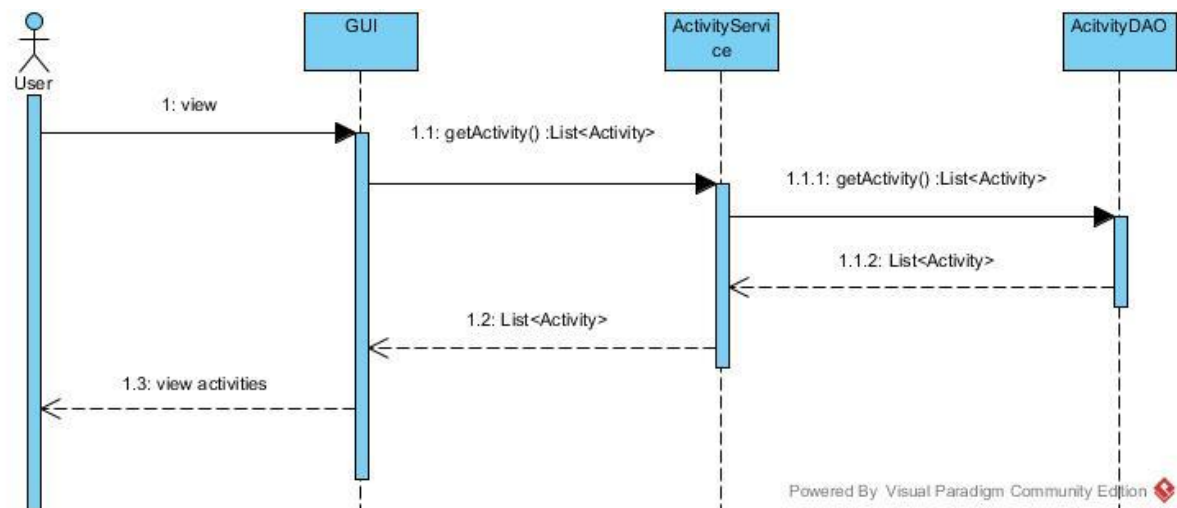 GUI
ActivityServi
ce
AcitvityDAO
User
1: view
1.1: getActivity() :List<Activity>
1.1.1: getActivity() :List<Activity>
1.1.2: List<Activity>
1.2: List<Activity>
1.3: view activities
Powered By Visual Paradigm Community Edition